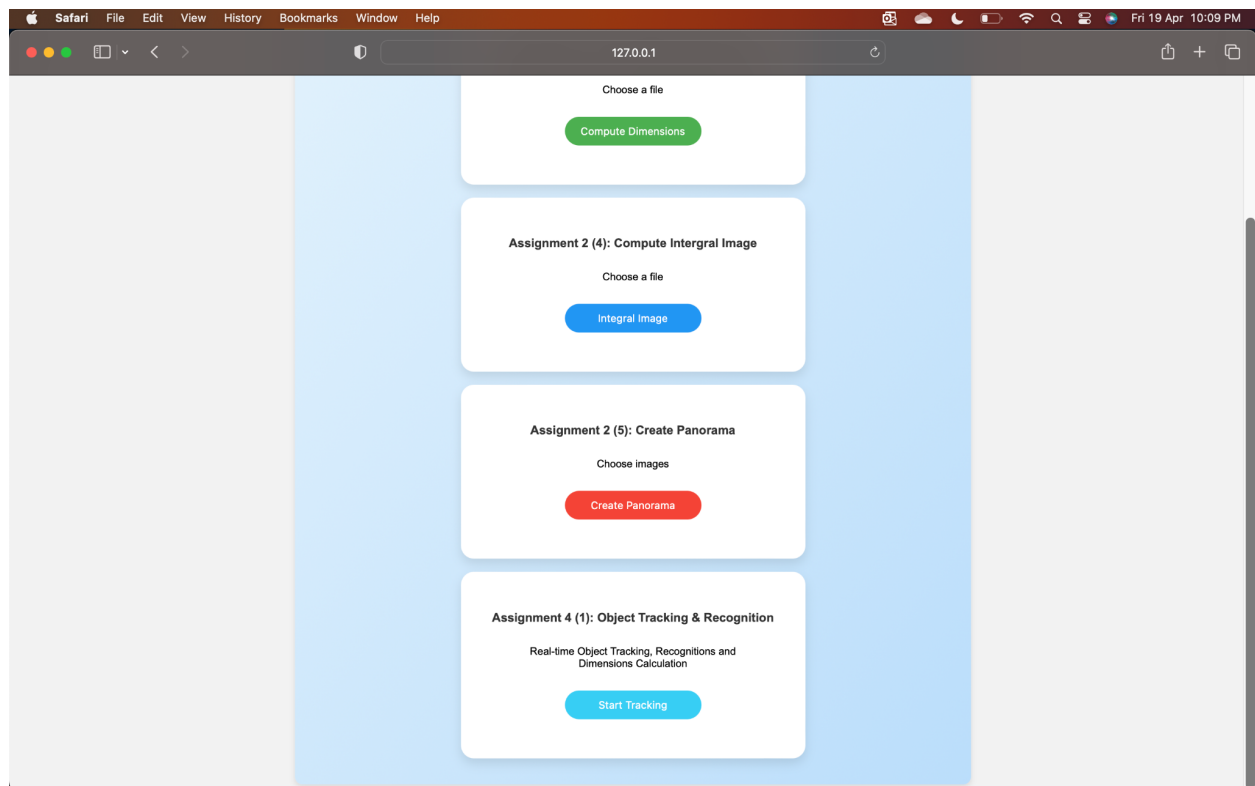 Safari File Edit View History Bookmarks Window Help Fri 19 Apr 10:09 PM
127.0.0.1
Choose a file
Compute Dimensions
Assignment 2 (4): Compute Intergral Image
Choose a file
Integral Image
Assignment 2 (5): Create Panorama
Choose images
Create Panorama
Assignment 4 (1): Object Tracking & Recognition
Real-time Object Tracking, Recognitions and
Dimensions Calculation
Start Tracking